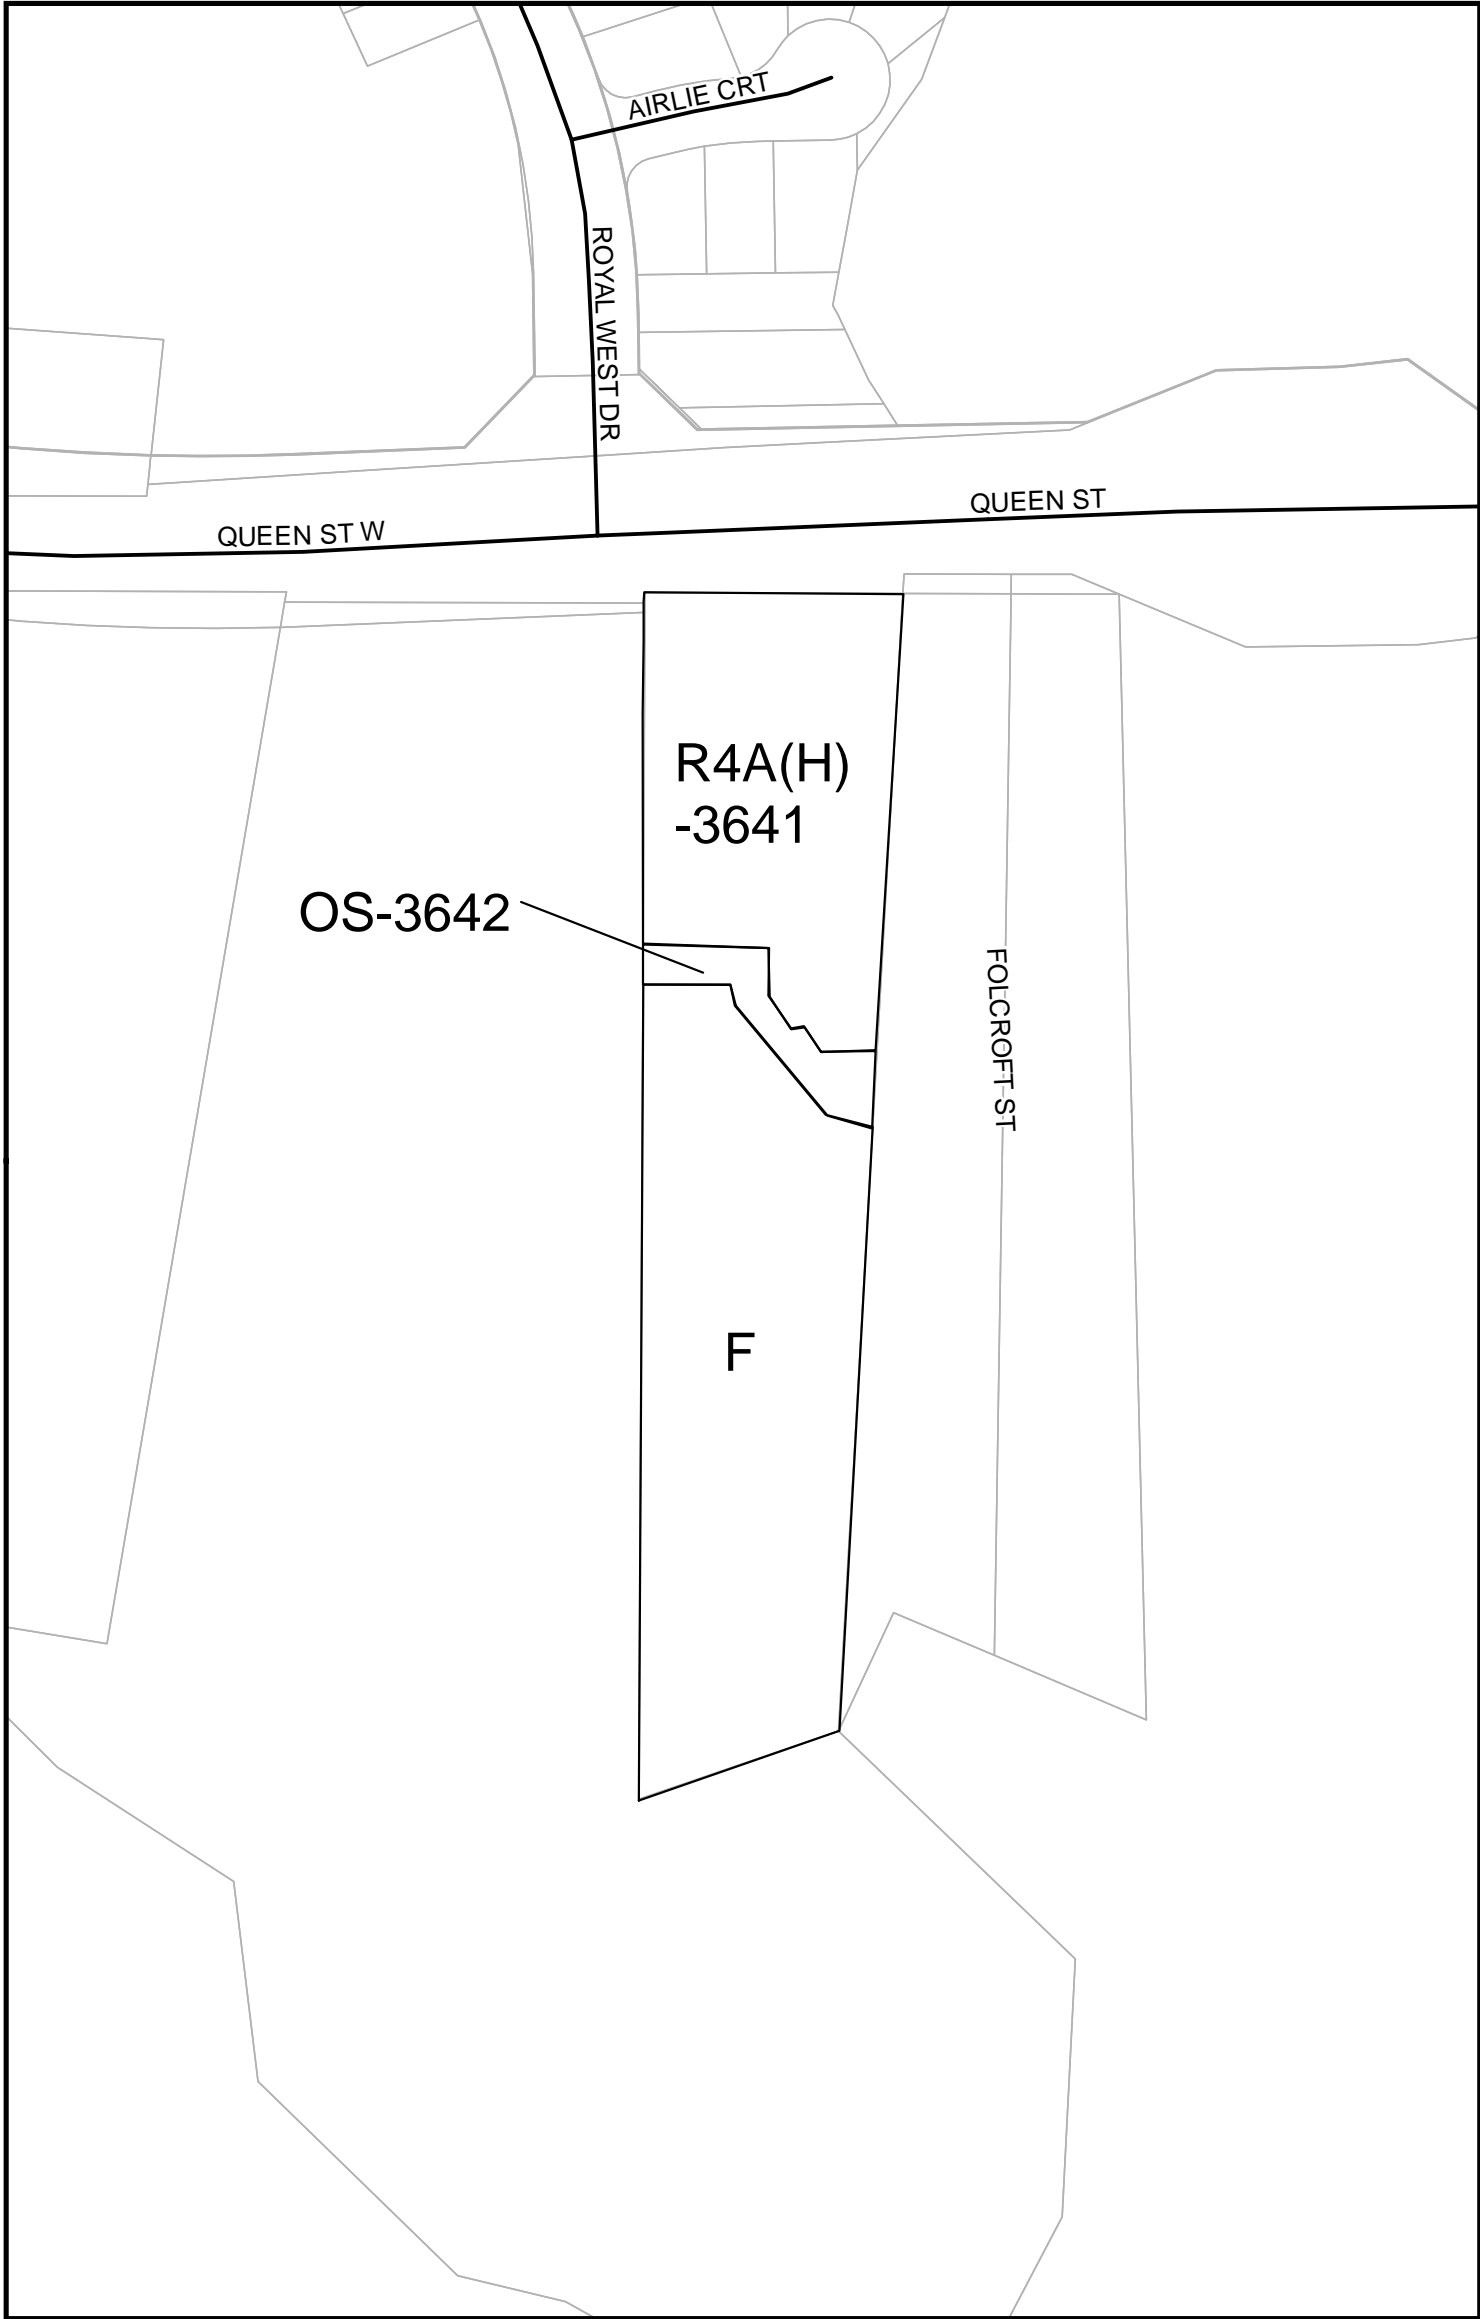 AIRLIE CRT
ROYAL WEST DR
QUEEN ST
QUEEN ST W
R4A(H)
-3641
OS-3642
FOLCROFT ST
F